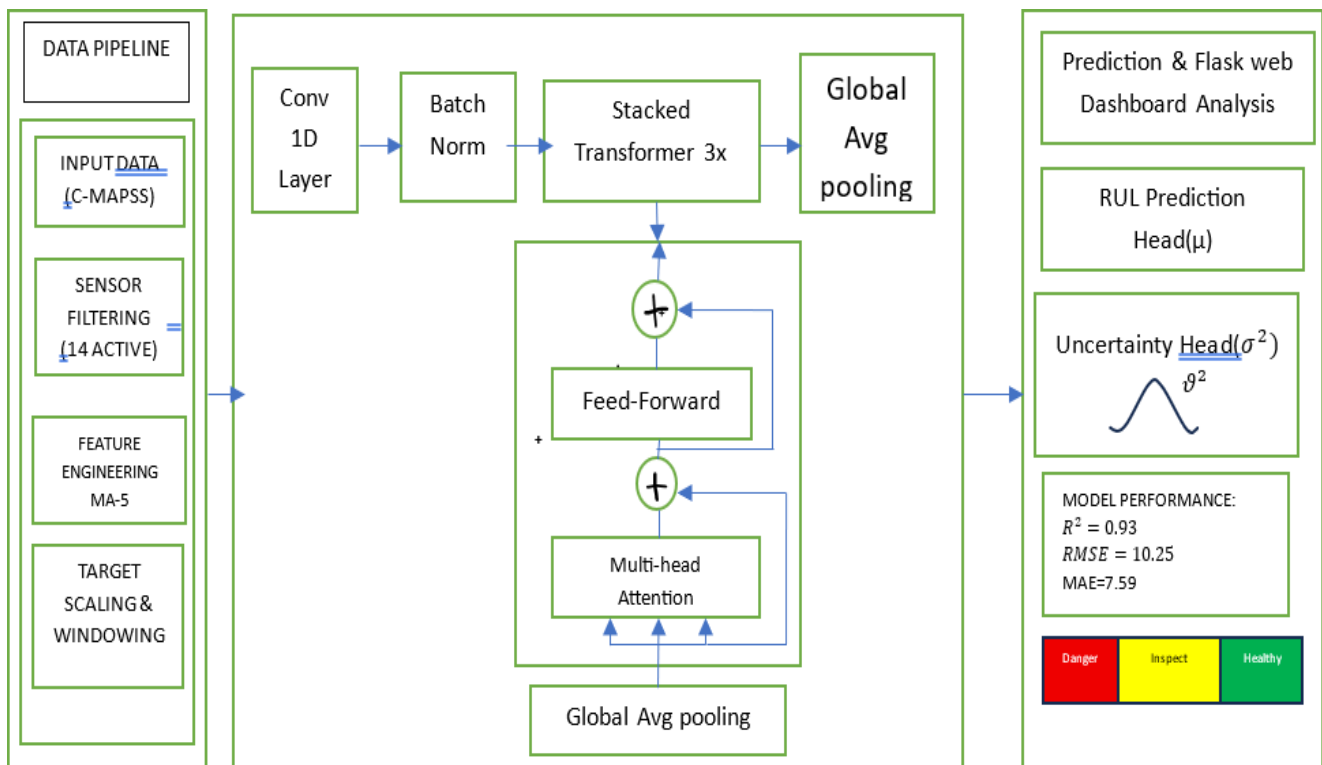 DATA PIPELINE
INPUT DATA
(C-MAPSS)
SENSOR
FILTERING
(14 ACTIVE)
FEATURE
ENGINEERING
MA-5
TARGET
SCALING &
WINDOWING
Conv
1D
Layer
Batch
Norm
Stacked
Transformer 3x
Global
Avg
pooling
+
Feed-Forward
+
+
Multi-head
Attention
Global Avg pooling
Prediction & Flask web
Dashboard Analysis
RUL Prediction
Head(μ)
Uncertainty Head(σ²)
ϑ²
MODEL PERFORMANCE:
R² = 0.93
RMSE = 10.25
MAE=7.59
Danger
Inspect
Healthy